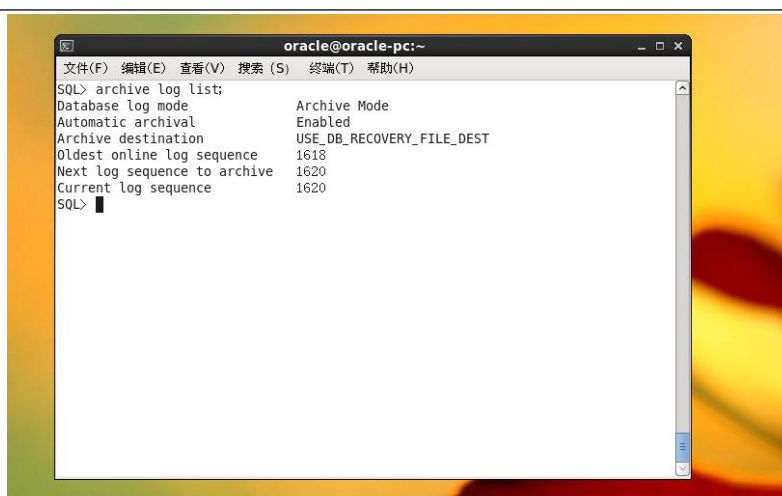 oracle@oracle-pc:~
文件(F) 编辑(E) 查看(V) 搜索 (S) 终端(T) 帮助(H)
SQL> archive log list;
Database log mode Archive Mode
Automatic archival Enabled
Archive destination USE_DB_RECOVERY_FILE_DEST
Oldest online log sequence 1618
Next log sequence to archive 1620
Current log sequence 1620
SQL>